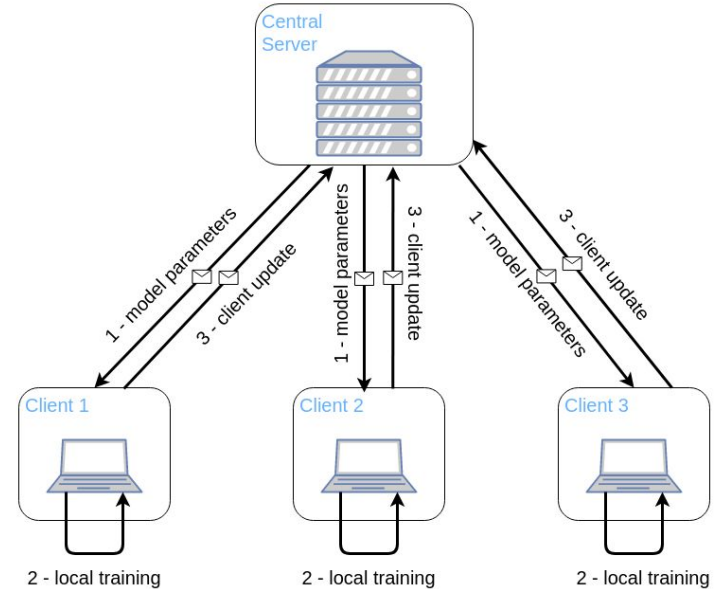 Central
Server
1 - model parameters
3 - client update
1 - model parameters
3 - client update
1 - model parameters
3 - client update
Client 1
Client 2
Client 3
2 - local training
2 - local training
2 - local training